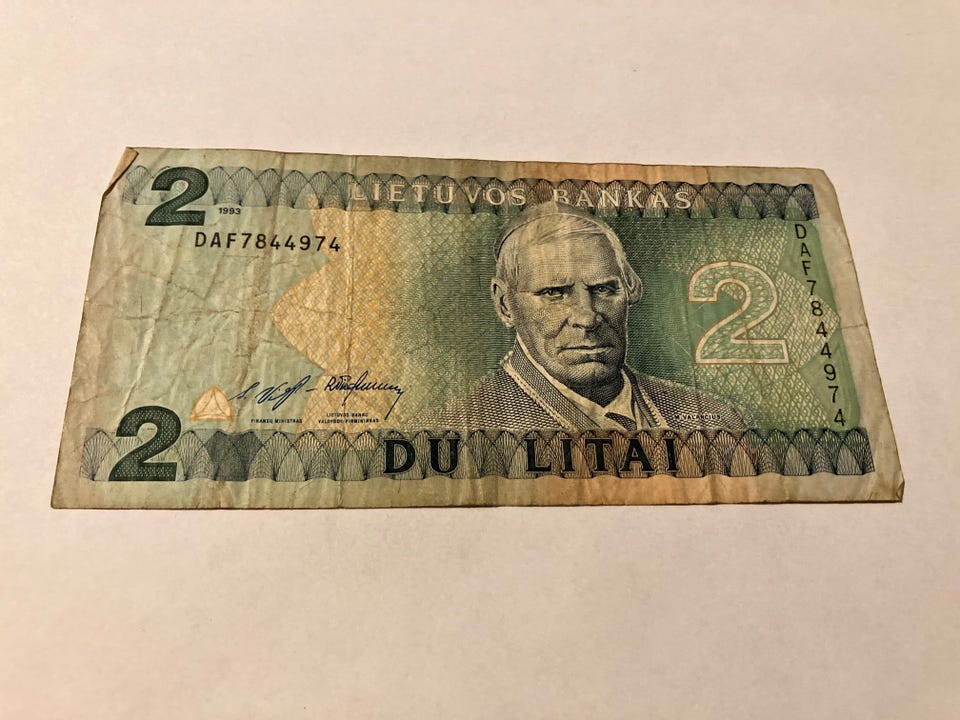 2
1993
LIETUVOS BANKAS
DAF7844974
DAF7844974
2
M. VALANČIUS
FINANSŲ MINISTRAS
LIETUVOS BANKO
VALDYBOS PIRMININKAS
2
DU LITAI